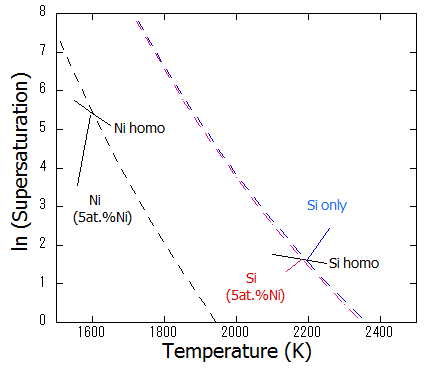 8
7
6
5
4
3
2
1
0
ln (Supersaturation)
Ni homo
Ni
(5at.%Ni)
Si only
Si homo
Si
(5at.%Ni)
1600
1800
2000
2200
2400
Temperature (K)